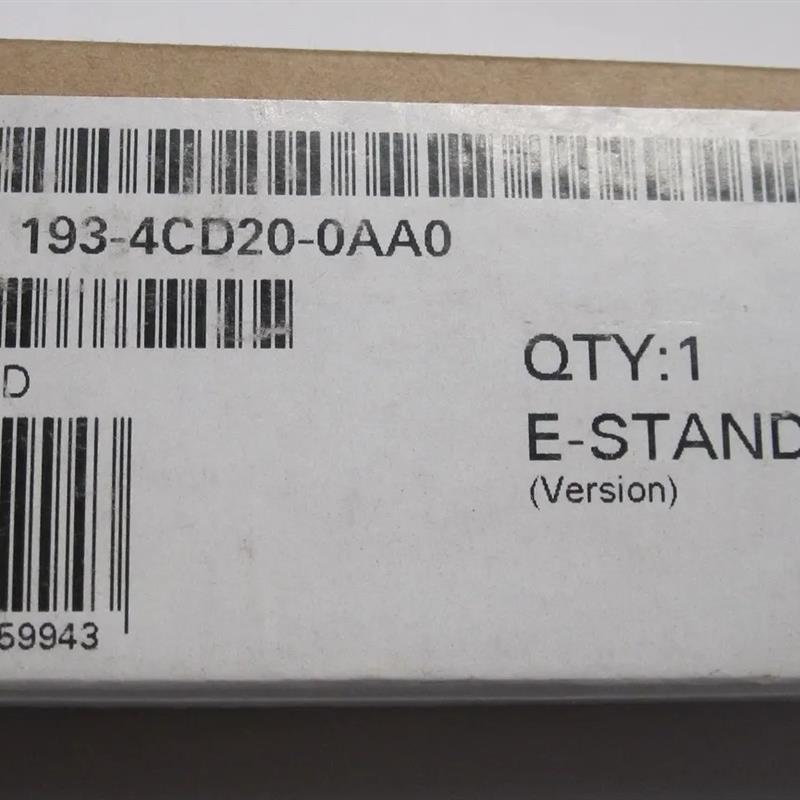 193-4CD20-0AA0
D
QTY:1
E-STAND
(Version)
59943